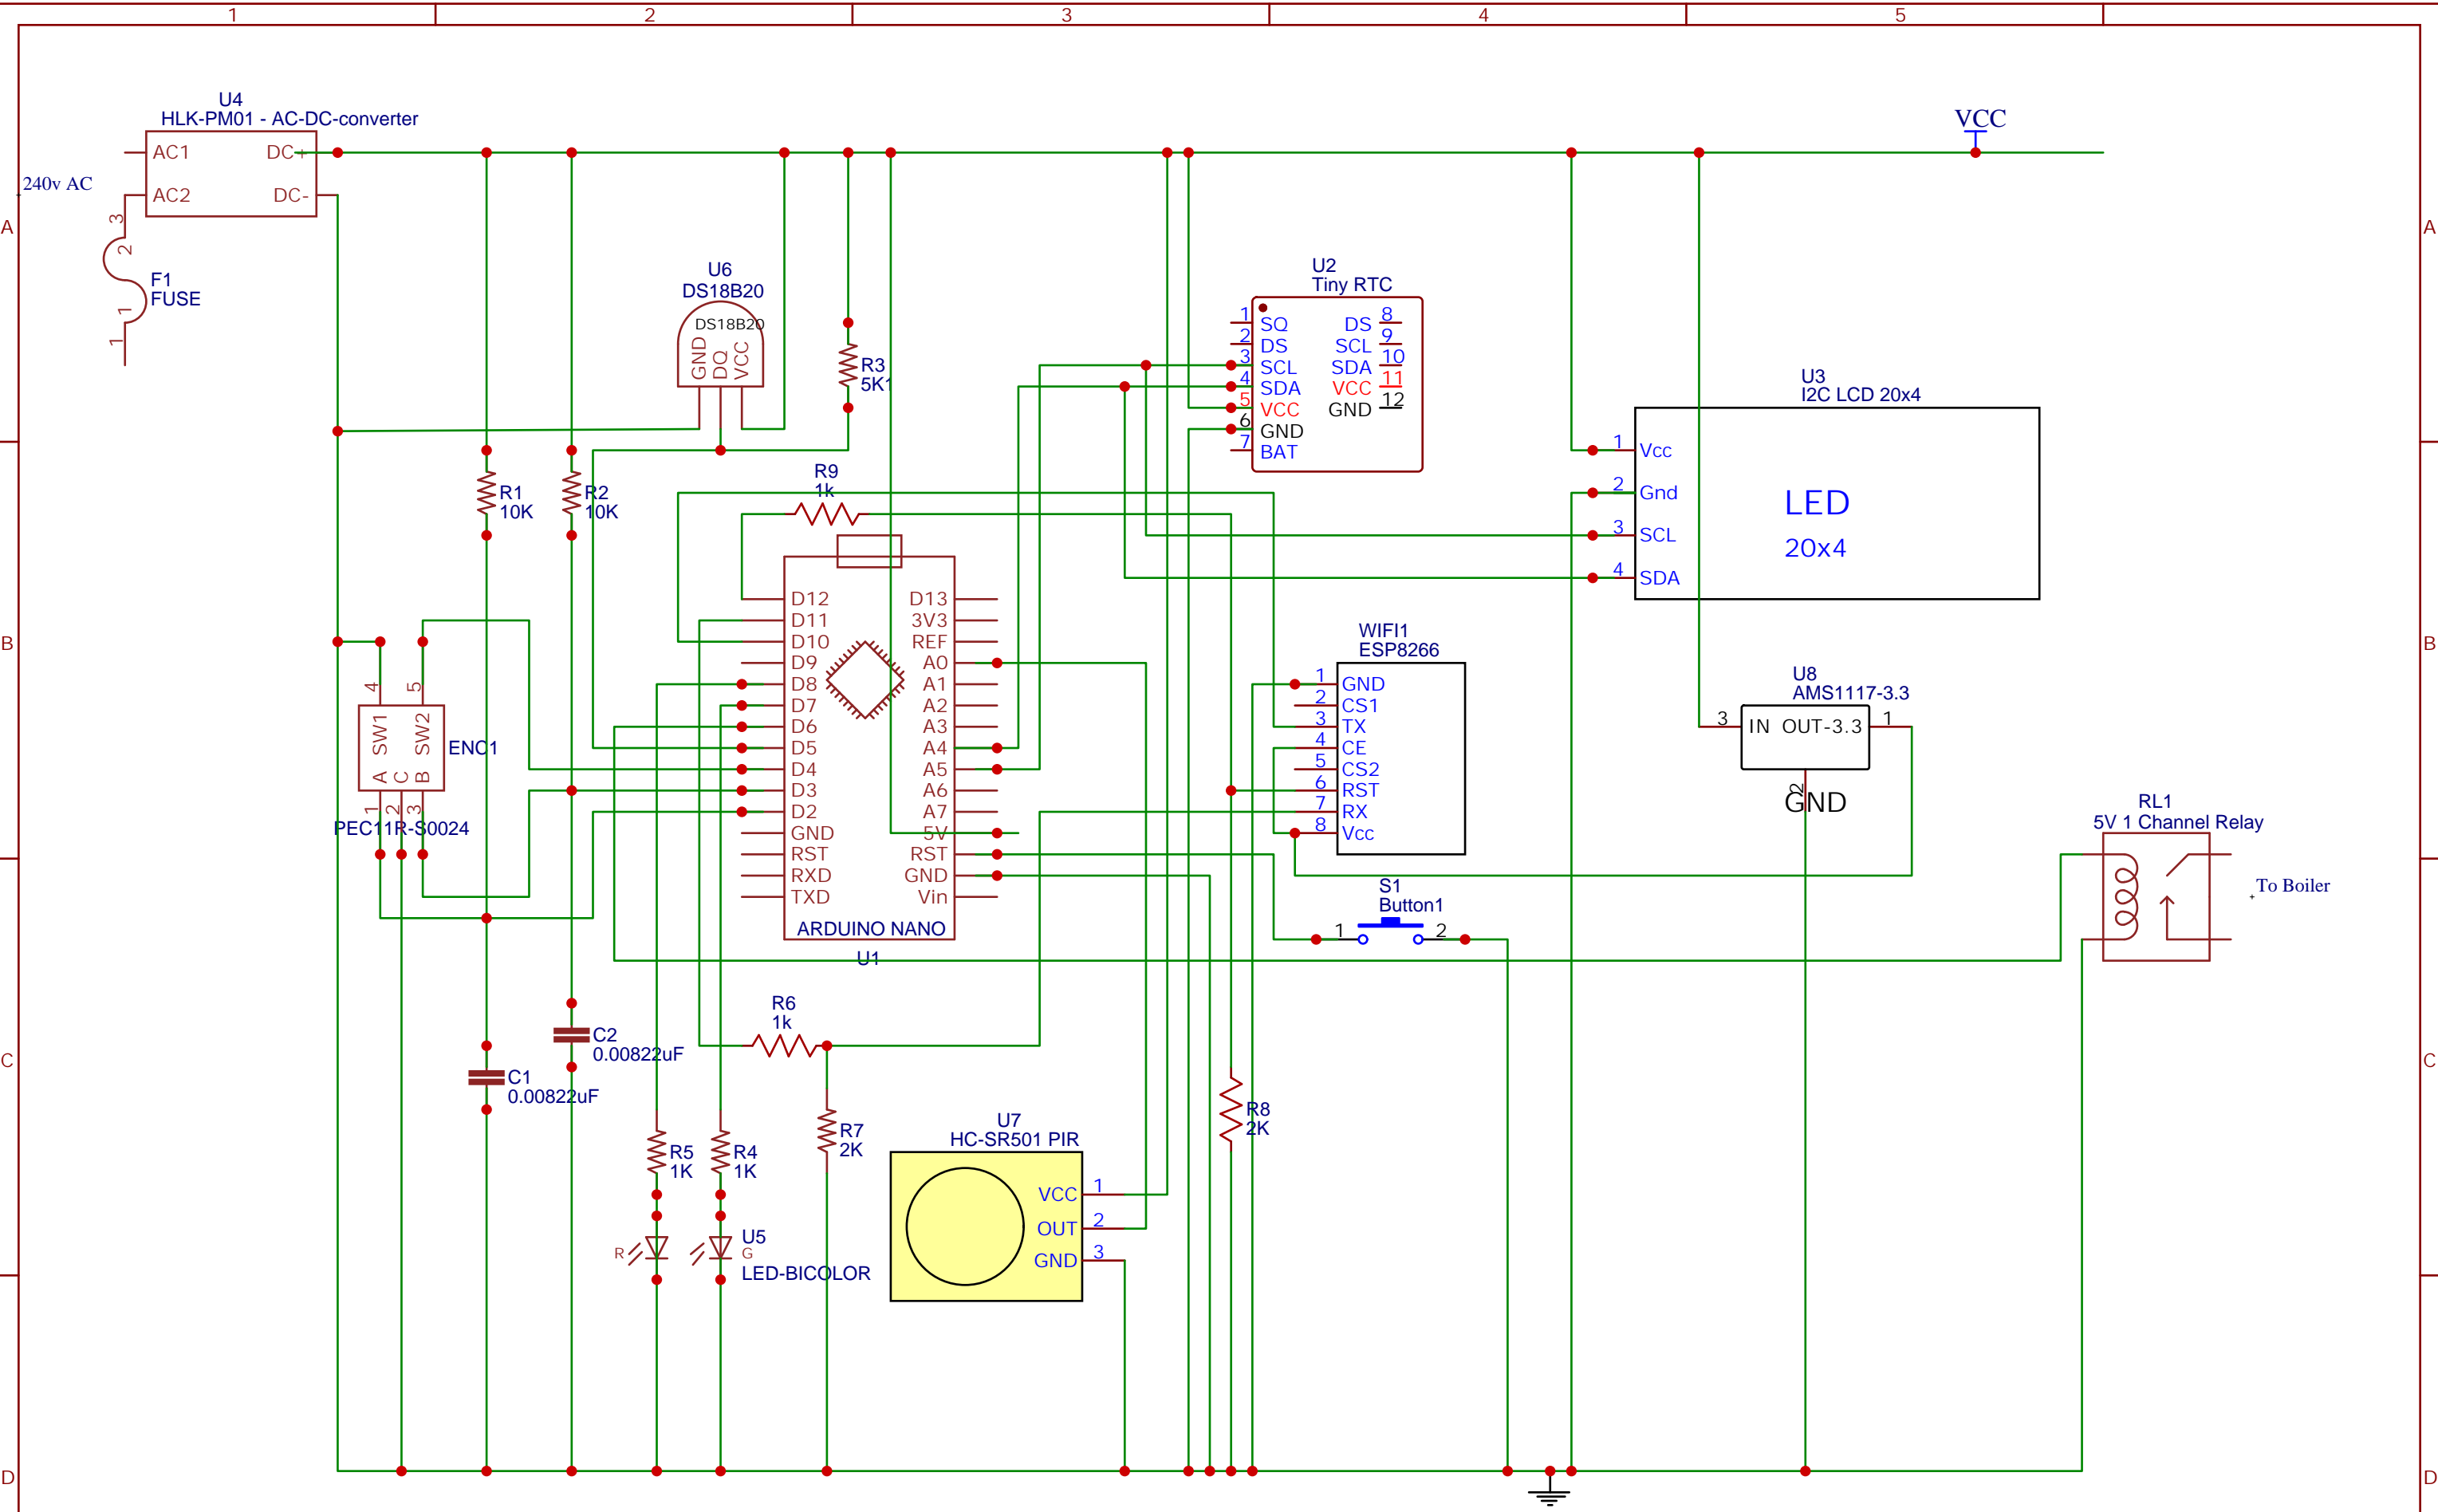 1 2 3 4 5
A A
B B
C C
D D
U4
HLK-PM01 - AC-DC-converter
AC1 DC+
AC2 DC-
240v AC
3
2
F1
FUSE
1
1
VCC
U6
DS18B20
DS18B20
GND
DQ
VCC
R3
5K1
R1
10K
R2
10K
R9
1k
U2
Tiny RTC
1 SQ
2 DS
3 SCL
4 SDA
5 VCC
6 GND
7 BAT
DS 8
SCL 9
SDA 10
VCC 11
GND 12
U3
I2C LCD 20x4
1 Vcc
2 Gnd
3 SCL
4 SDA
LED
20x4
D12
D11
D10
D9
D8
D7
D6
D5
D4
D3
D2
GND
RST
RXD
TXD
D13
3V3
REF
A0
A1
A2
A3
A4
A5
A6
A7
5V
RST
GND
Vin
ARDUINO NANO
U1
4 5
SW1 SW2
A C B
1 2 3
ENC1
PEC11R-S0024
WIFI1
ESP8266
1 GND
2 CS1
3 TX
4 CE
5 CS2
6 RST
7 RX
8 Vcc
U8
AMS1117-3.3
3 IN OUT-3.3 1
2
GND
RL1
5V 1 Channel Relay
To Boiler
S1
Button1
1 2
R6
1k
C2
0.00822uF
C1
0.00822uF
R5
1K
R4
1K
R7
2K
R8
2K
U7
HC-SR501 PIR
VCC 1
OUT 2
GND 3
R
G
U5
LED-BICOLOR